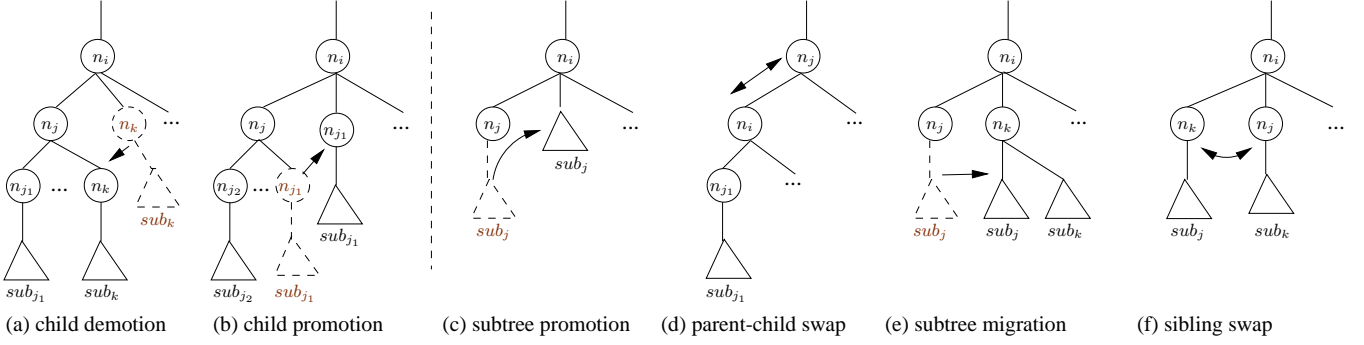 n_i
n_j
n_k
...
n_{j_1}
...
n_k
sub_k
sub_{j_1}
sub_k
(a) child demotion
n_i
n_j
n_{j_1}
...
n_{j_2}
...
n_{j_1}
sub_{j_1}
sub_{j_2}
sub_{j_1}
(b) child promotion
n_i
n_j
...
sub_j
sub_j
(c) subtree promotion
n_j
n_i
...
n_{j_1}
...
sub_{j_1}
(d) parent-child swap
n_i
n_j
n_k
...
sub_j
sub_j
sub_k
(e) subtree migration
n_i
n_k
n_j
...
sub_j
sub_k
(f) sibling swap